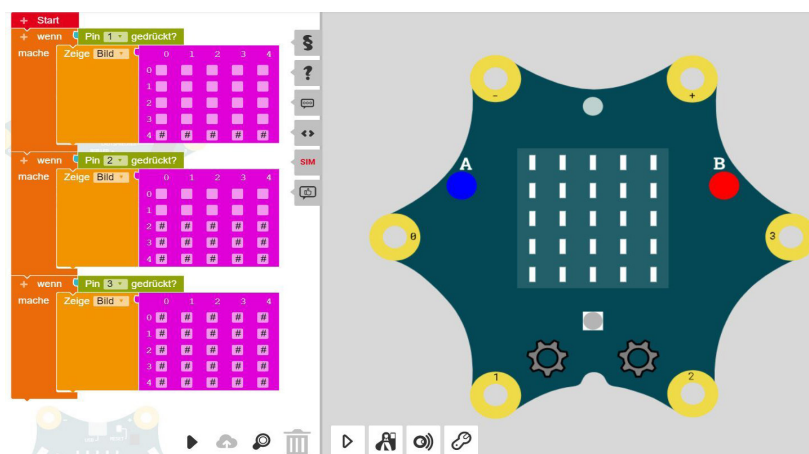 + Start
+ wenn Pin 1 gedrückt?
mache Zeige Bild 0 1 2 3 4
0
1
2
3
4 # # # # #
+ wenn Pin 2 gedrückt?
mache Zeige Bild 0 1 2 3 4
0
1
2 # # # # #
3 # # # # #
4 # # # # #
+ wenn Pin 3 gedrückt?
mache Zeige Bild 0 1 2 3 4
0 # # # # #
1 # # # # #
2 # # # # #
3 # # # # #
4 # # # # #
?
<>
SIM
- +
A B
0 3
1 2